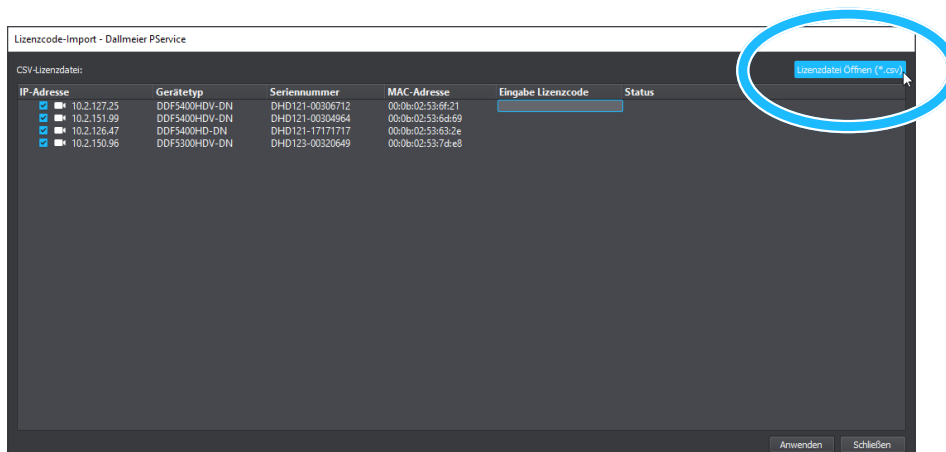 Lizenzcode-Import - Dallmeier PService
CSV-Lizenzdatei:
Lizenzdatei Öffnen (*.csv)
IP-Adresse Gerätetyp Seriennummer MAC-Adresse Eingabe Lizenzcode Status
10.2.127.25 DDF5400HDV-DN DHD121-00306712 00:0b:02:53:6f:21
10.2.151.99 DDF5400HDV-DN DHD121-00304964 00:0b:02:53:6d:69
10.2.126.47 DDF5400HD-DN DHD121-17171717 00:0b:02:53:63:2e
10.2.150.96 DDF5300HDV-DN DHD123-00320649 00:0b:02:53:7d:e8
Anwenden Schließen